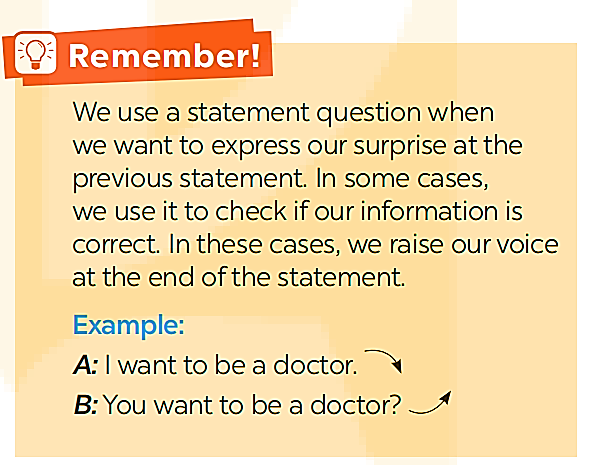 Remember!
We use a statement question when
we want to express our surprise at the
previous statement. In some cases,
we use it to check if our information is
correct. In these cases, we raise our voice
at the end of the statement.
Example:
A: I want to be a doctor.
B: You want to be a doctor?